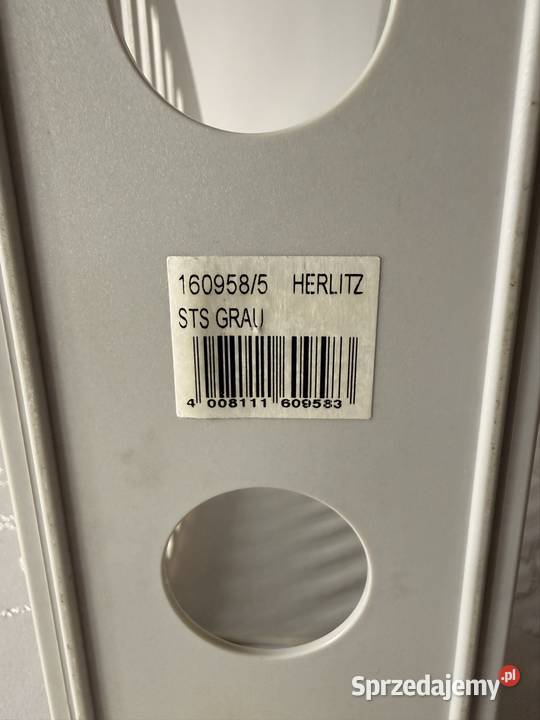 160958/5 HERLITZ
STS GRAU
4 008111 609583
Sprzedajemy.pl